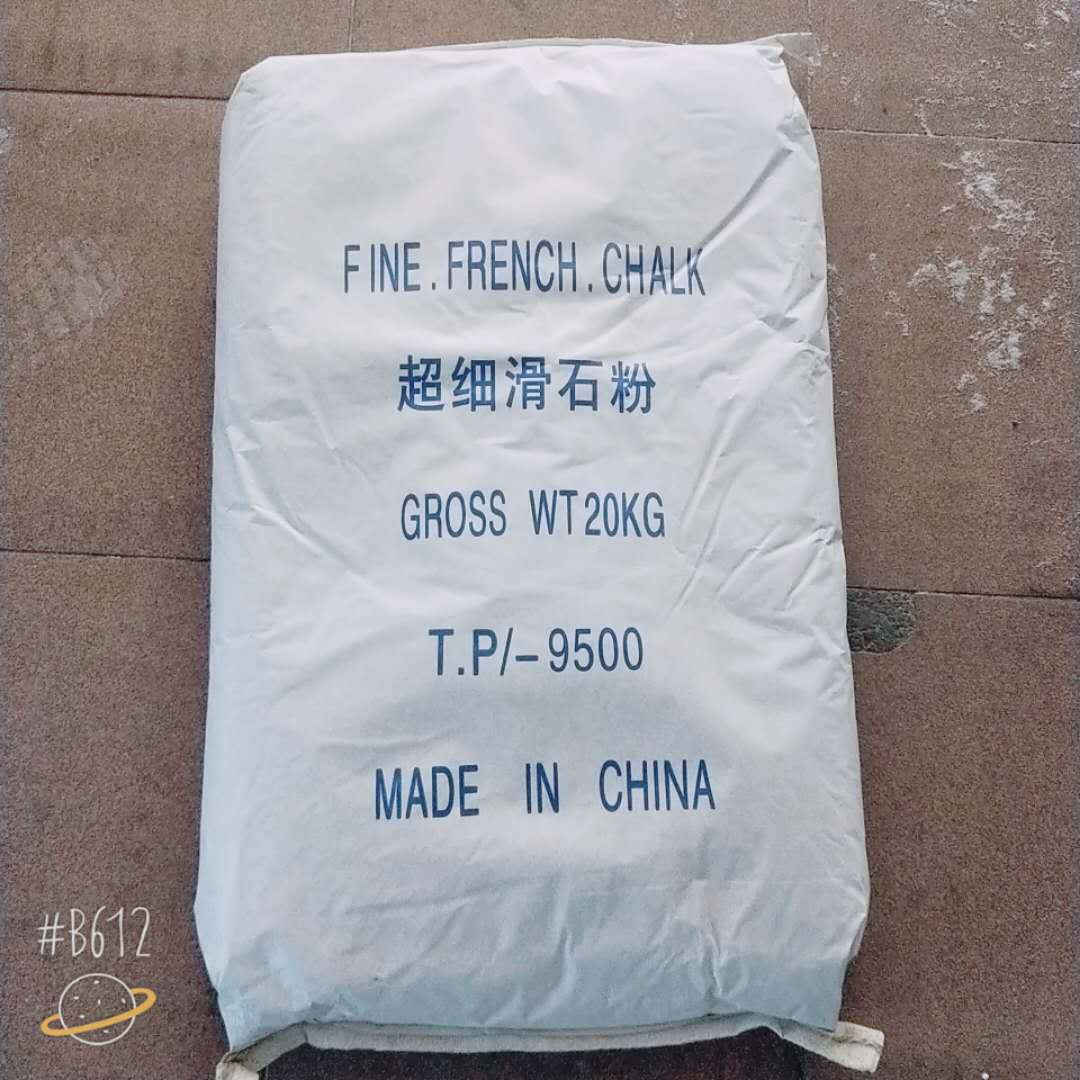 FINE.FRENCH.CHALK
超细滑石粉
GROSS WT20KG
T.P/-9500
MADE IN CHINA
#B612